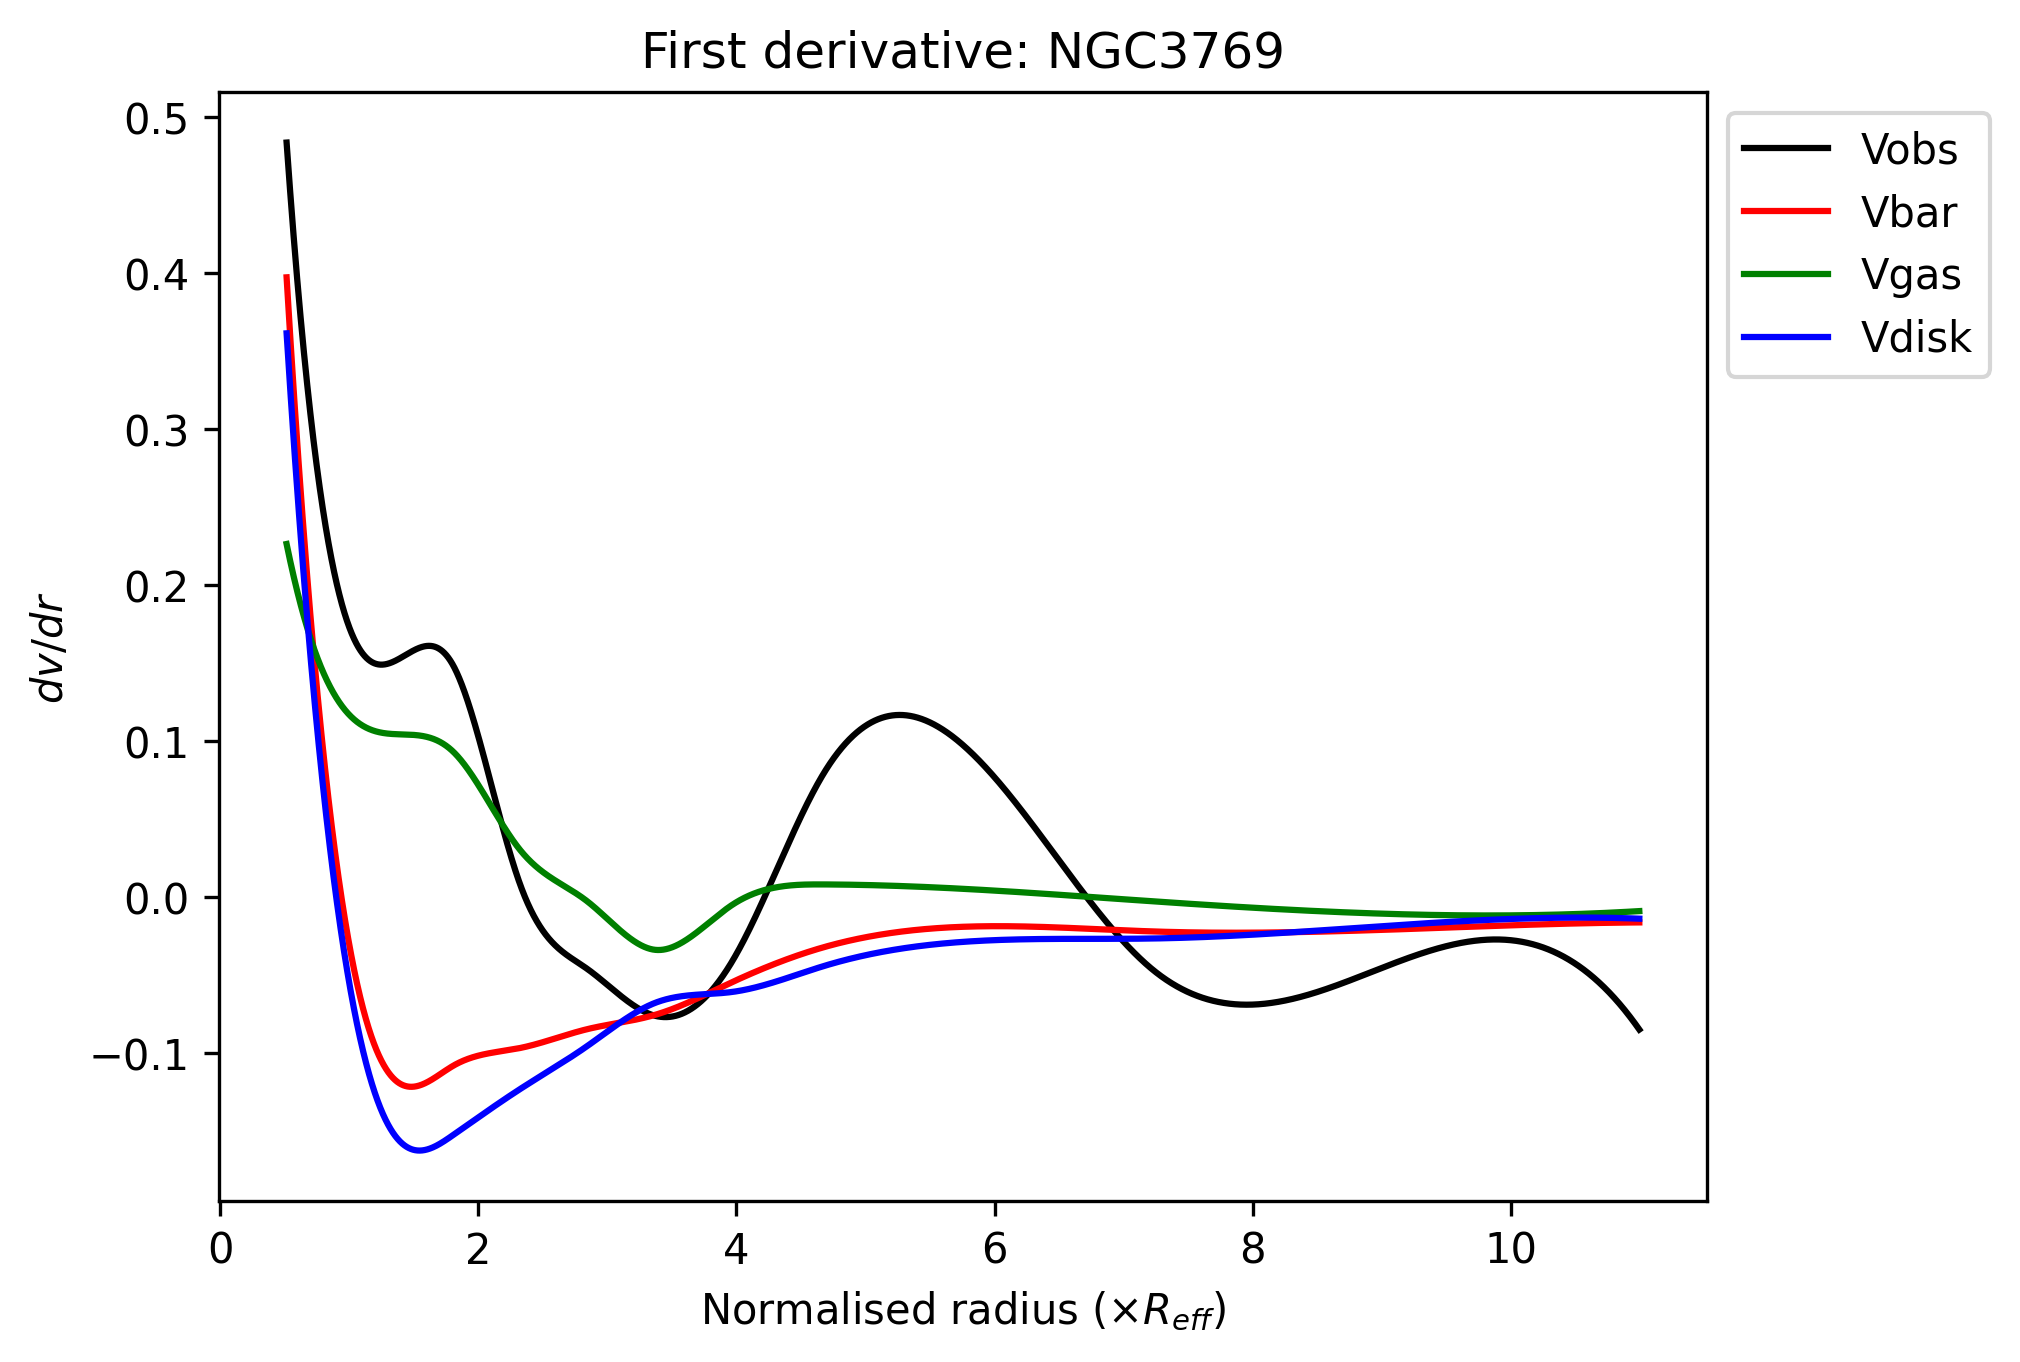 First derivative: NGC3769
0.5
0.4
0.3
0.2
0.1
0.0
−0.1
dv/dr
0
2
4
6
8
10
Normalised radius (×R_eff)
Vobs
Vbar
Vgas
Vdisk